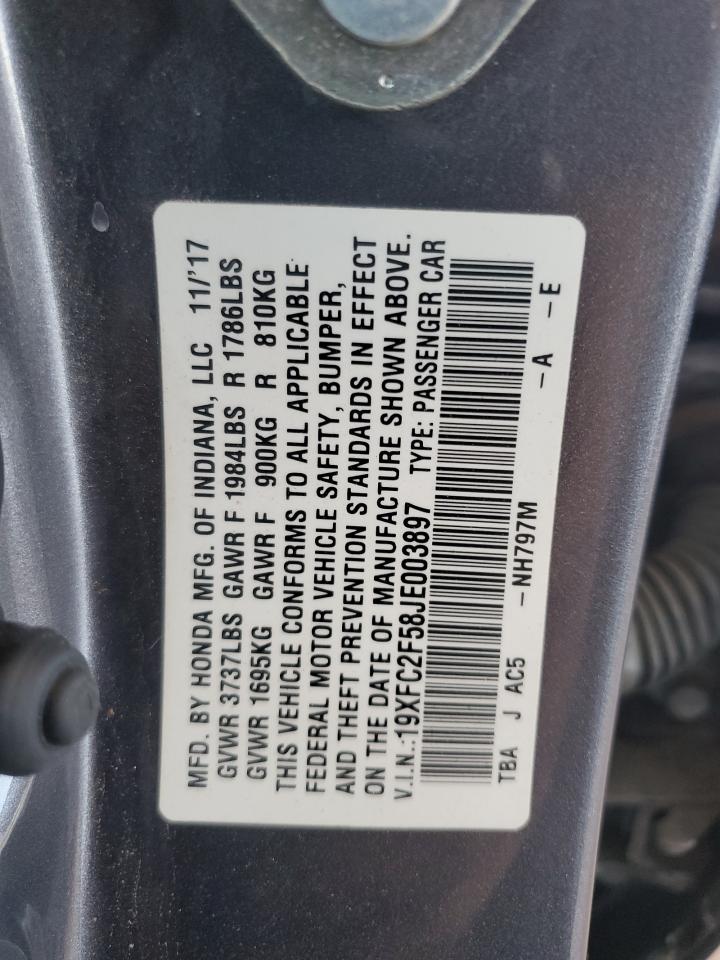 MFD. BY HONDA MFG. OF INDIANA, LLC 11/'17
GVWR 3737LBS GAWR F 1984LBS R 1786LBS
GVWR 1695KG GAWR F 900KG R 810KG
THIS VEHICLE CONFORMS TO ALL APPLICABLE
FEDERAL MOTOR VEHICLE SAFETY, BUMPER,
AND THEFT PREVENTION STANDARDS IN EFFECT
ON THE DATE OF MANUFACTURE SHOWN ABOVE.
V.I.N.:19XFC2F58JE003897 TYPE: PASSENGER CAR
TBA J AC5 -NH797M -A -E